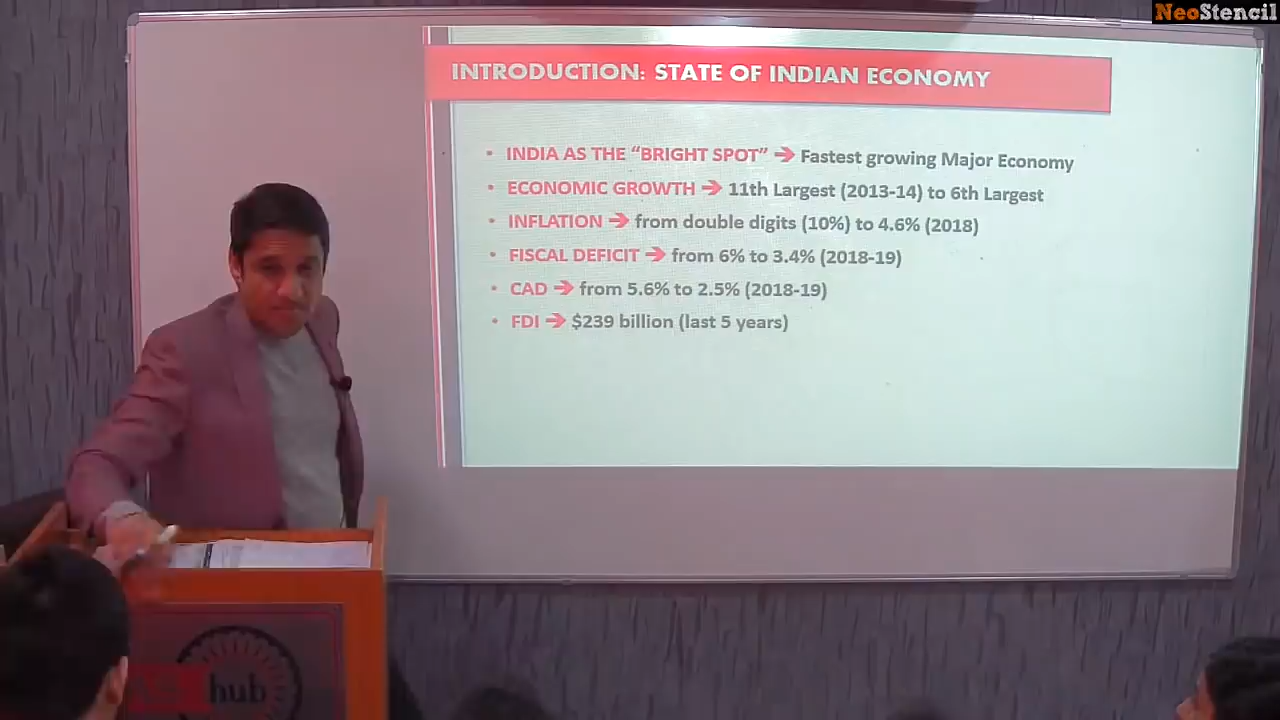 NeoStencil
INTRODUCTION: STATE OF INDIAN ECONOMY
• INDIA AS THE “BRIGHT SPOT” ➔ Fastest growing Major Economy
• ECONOMIC GROWTH ➔ 11th Largest (2013-14) to 6th Largest
• INFLATION ➔ from double digits (10%) to 4.6% (2018)
• FISCAL DEFICIT ➔ from 6% to 3.4% (2018-19)
• CAD ➔ from 5.6% to 2.5% (2018-19)
• FDI ➔ $239 billion (last 5 years)
hub